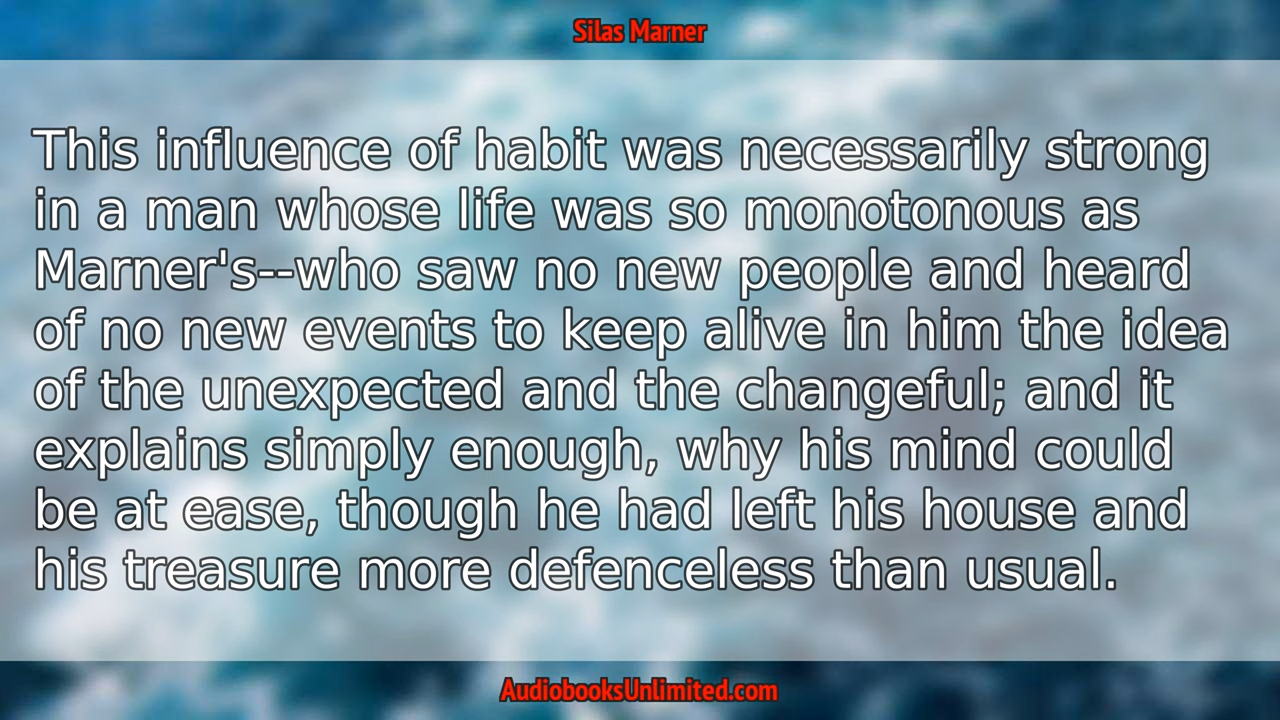 Silas Marner
This influence of habit was necessarily strong
in a man whose life was so monotonous as
Marner's--who saw no new people and heard
of no new events to keep alive in him the idea
of the unexpected and the changeful; and it
explains simply enough, why his mind could
be at ease, though he had left his house and
his treasure more defenceless than usual.
AudiobooksUnlimited.com